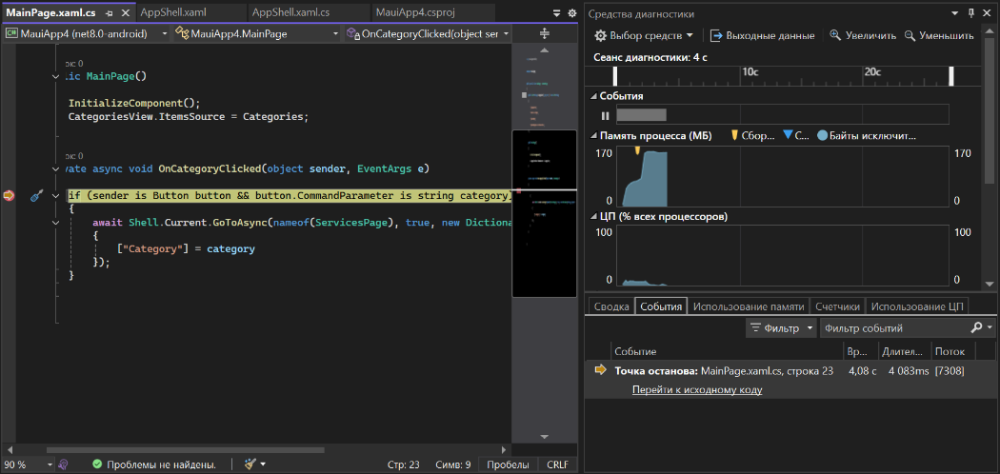 MainPage.xaml.cs
AppShell.xaml
AppShell.xaml.cs
MauiApp4.csproj
MauiApp4 (net8.0-android)
MauiApp4.MainPage
OnCategoryClicked(object ser
ок: 0
ic MainPage()
InitializeComponent();
CategoriesView.ItemsSource = Categories;
ок: 0
vate async void OnCategoryClicked(object sender, EventArgs e)
if (sender is Button button && button.CommandParameter is string category)
{
await Shell.Current.GoToAsync(nameof(ServicesPage), true, new Dictiona
{
["Category"] = category
});
}
90 %
Проблемы не найдены.
Стр: 23
Симв: 9
Пробелы
CRLF
Средства диагностики
Выбор средств
Выходные данные
Увеличить
Уменьшить
Сеанс диагностики: 4 с
10с
20с
События
Память процесса (МБ)
Сбор...
С...
Байты исключит...
170
170
0
0
ЦП (% всех процессоров)
100
100
0
0
Сводка
События
Использование памяти
Счетчики
Использование ЦП
Фильтр
Фильтр событий
Событие
Вр...
Длител...
Поток
Точка останова: MainPage.xaml.cs, строка 23
4,08 с
4 083ms
[7308]
Перейти к исходному коду